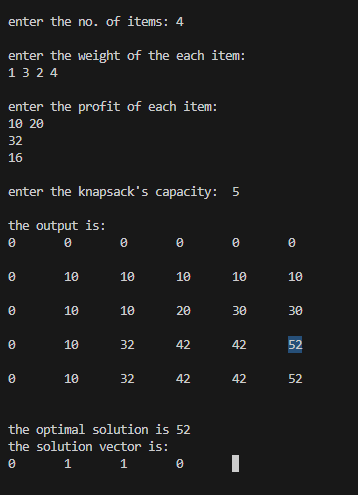 enter the no. of items: 4
enter the weight of the each item:
1 3 2 4
enter the profit of each item:
10 20
32
16
enter the knapsack's capacity:  5
the output is:
0 0 0 0 0 0
0 10 10 10 10 10
0 10 10 20 30 30
0 10 32 42 42 52
0 10 32 42 42 52
the optimal solution is 52
the solution vector is:
0 1 1 0